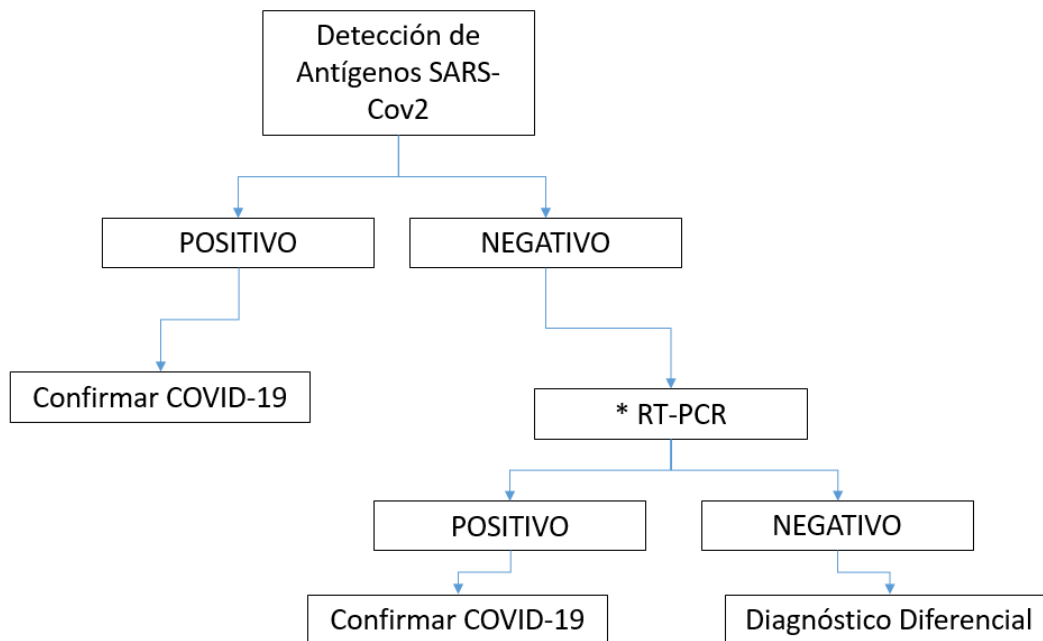 Detección de
Antígenos SARS-
Cov2
POSITIVO
NEGATIVO
Confirmar COVID-19
* RT-PCR
POSITIVO
NEGATIVO
Confirmar COVID-19
Diagnóstico Diferencial